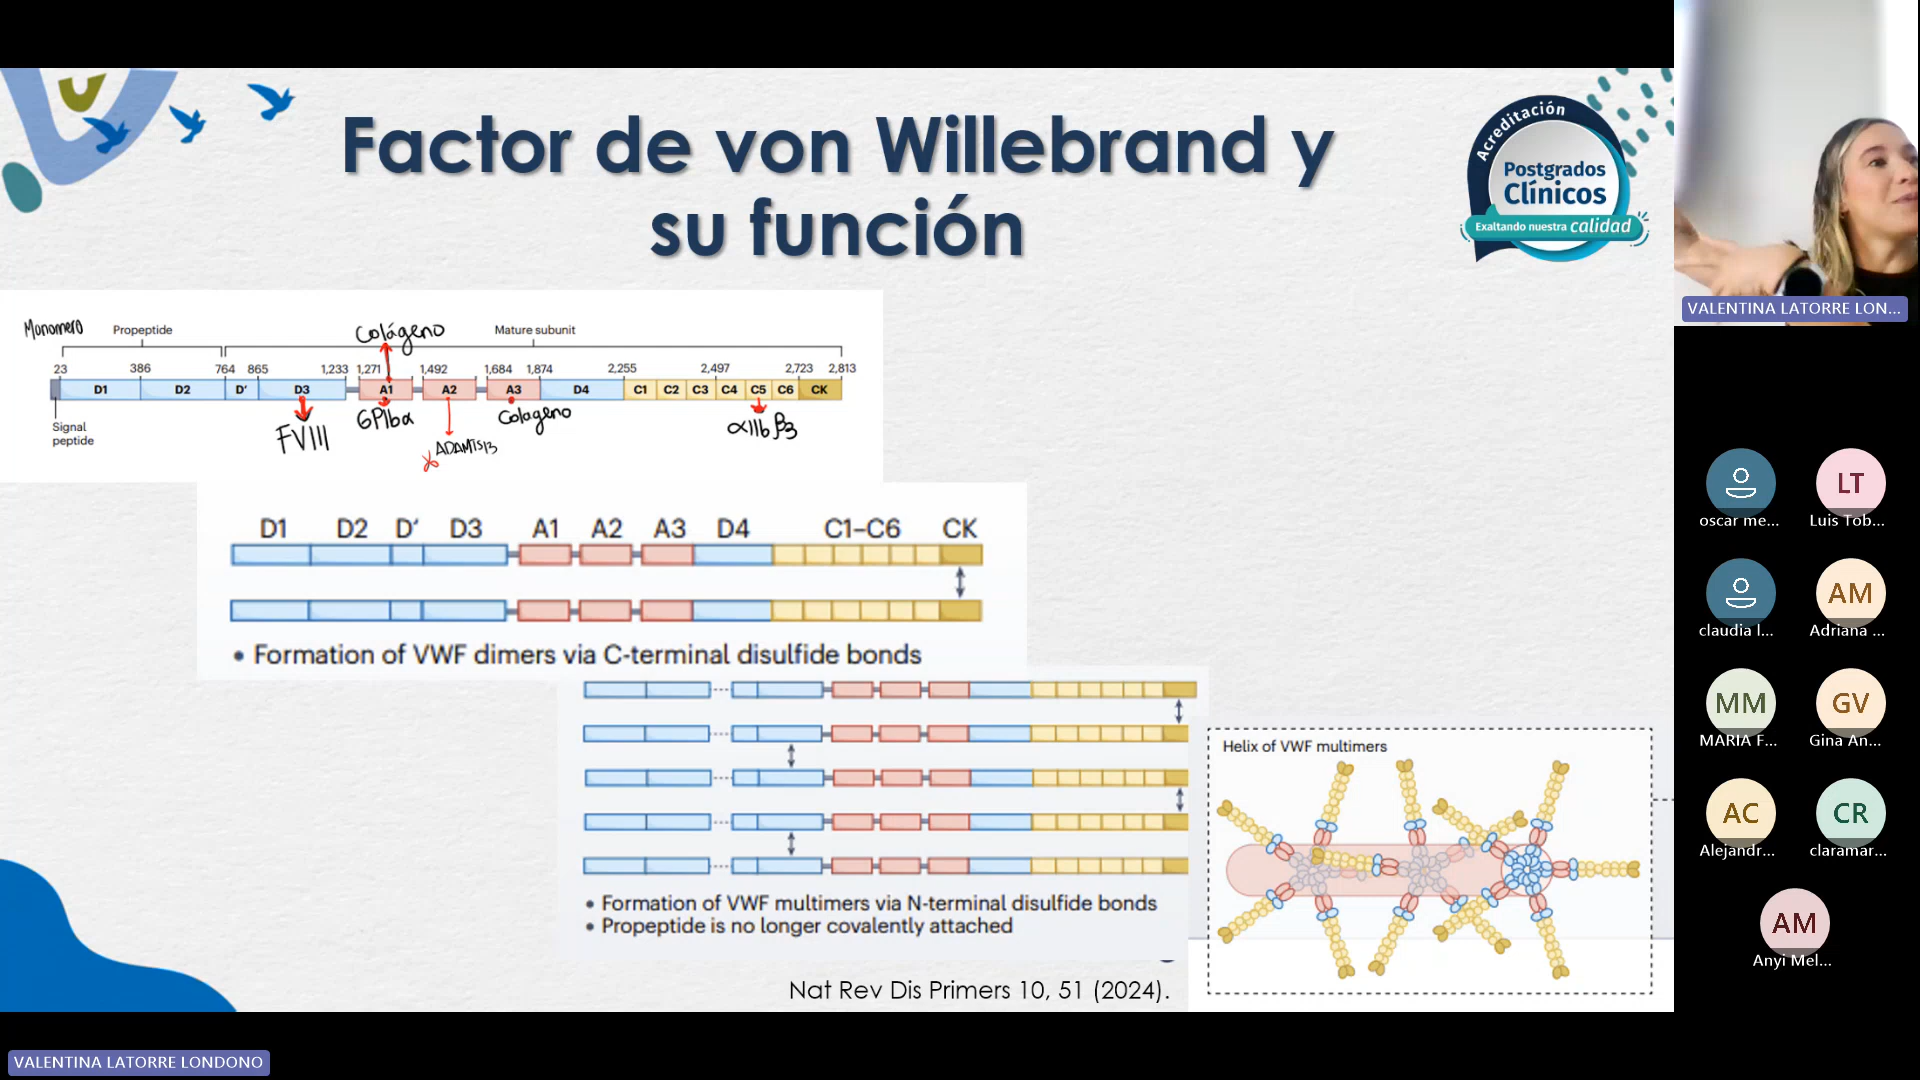 Factor de von Willebrand y
su función
Acreditación
Postgrados
Clínicos
Exaltando nuestra calidad
VALENTINA LATORRE LON...
Monomero
Propeptide
Colágeno
Mature subunit
23 386 764 865 1,233 1,271 1,492 1,684 1,874 2,255 2,497 2,723 2,813
D1 D2 D' D3 A1 A2 A3 D4 C1 C2 C3 C4 C5 C6 CK
Signal
peptide
FVIII
GPIbα
ADAMTS13
Colageno
αIIb β3
D1 D2 D' D3 A1 A2 A3 D4 C1–C6 CK
• Formation of VWF dimers via C-terminal disulfide bonds
• Formation of VWF multimers via N-terminal disulfide bonds
• Propeptide is no longer covalently attached
Helix of VWF multimers
Nat Rev Dis Primers 10, 51 (2024).
oscar me...
LT
Luis Tob...
claudia l...
AM
Adriana ...
MM
MARIA F...
GV
Gina An...
AC
Alejandr...
CR
claramar...
AM
Anyi Mel...
VALENTINA LATORRE LONDONO